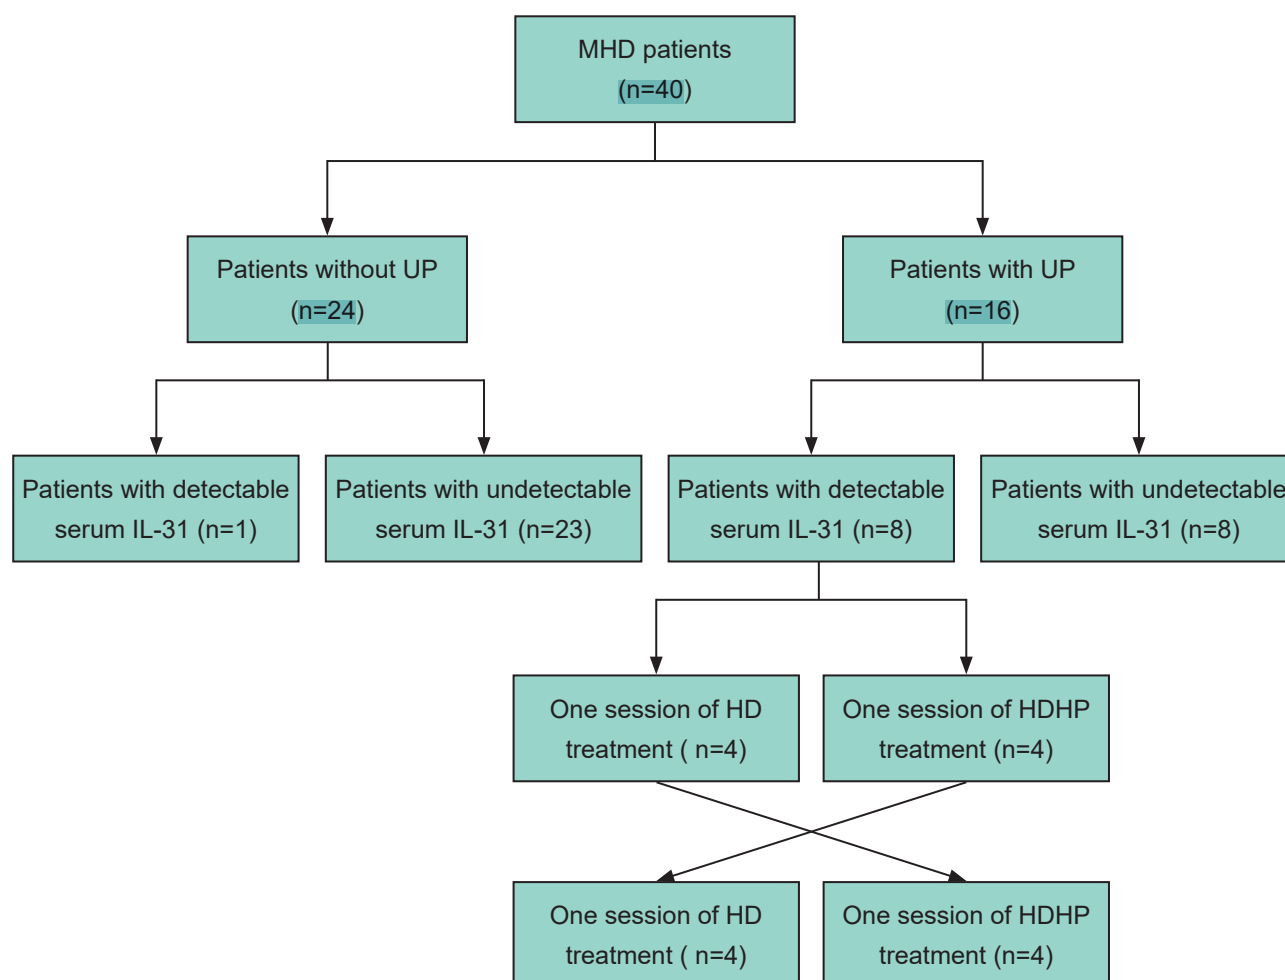 MHD patients
(n=40)
Patients without UP
(n=24)
Patients with UP
(n=16)
Patients with detectable
serum IL-31 (n=1)
Patients with undetectable
serum IL-31 (n=23)
Patients with detectable
serum IL-31 (n=8)
Patients with undetectable
serum IL-31 (n=8)
One session of HD
treatment ( n=4)
One session of HDHP
treatment (n=4)
One session of HD
treatment ( n=4)
One session of HDHP
treatment (n=4)